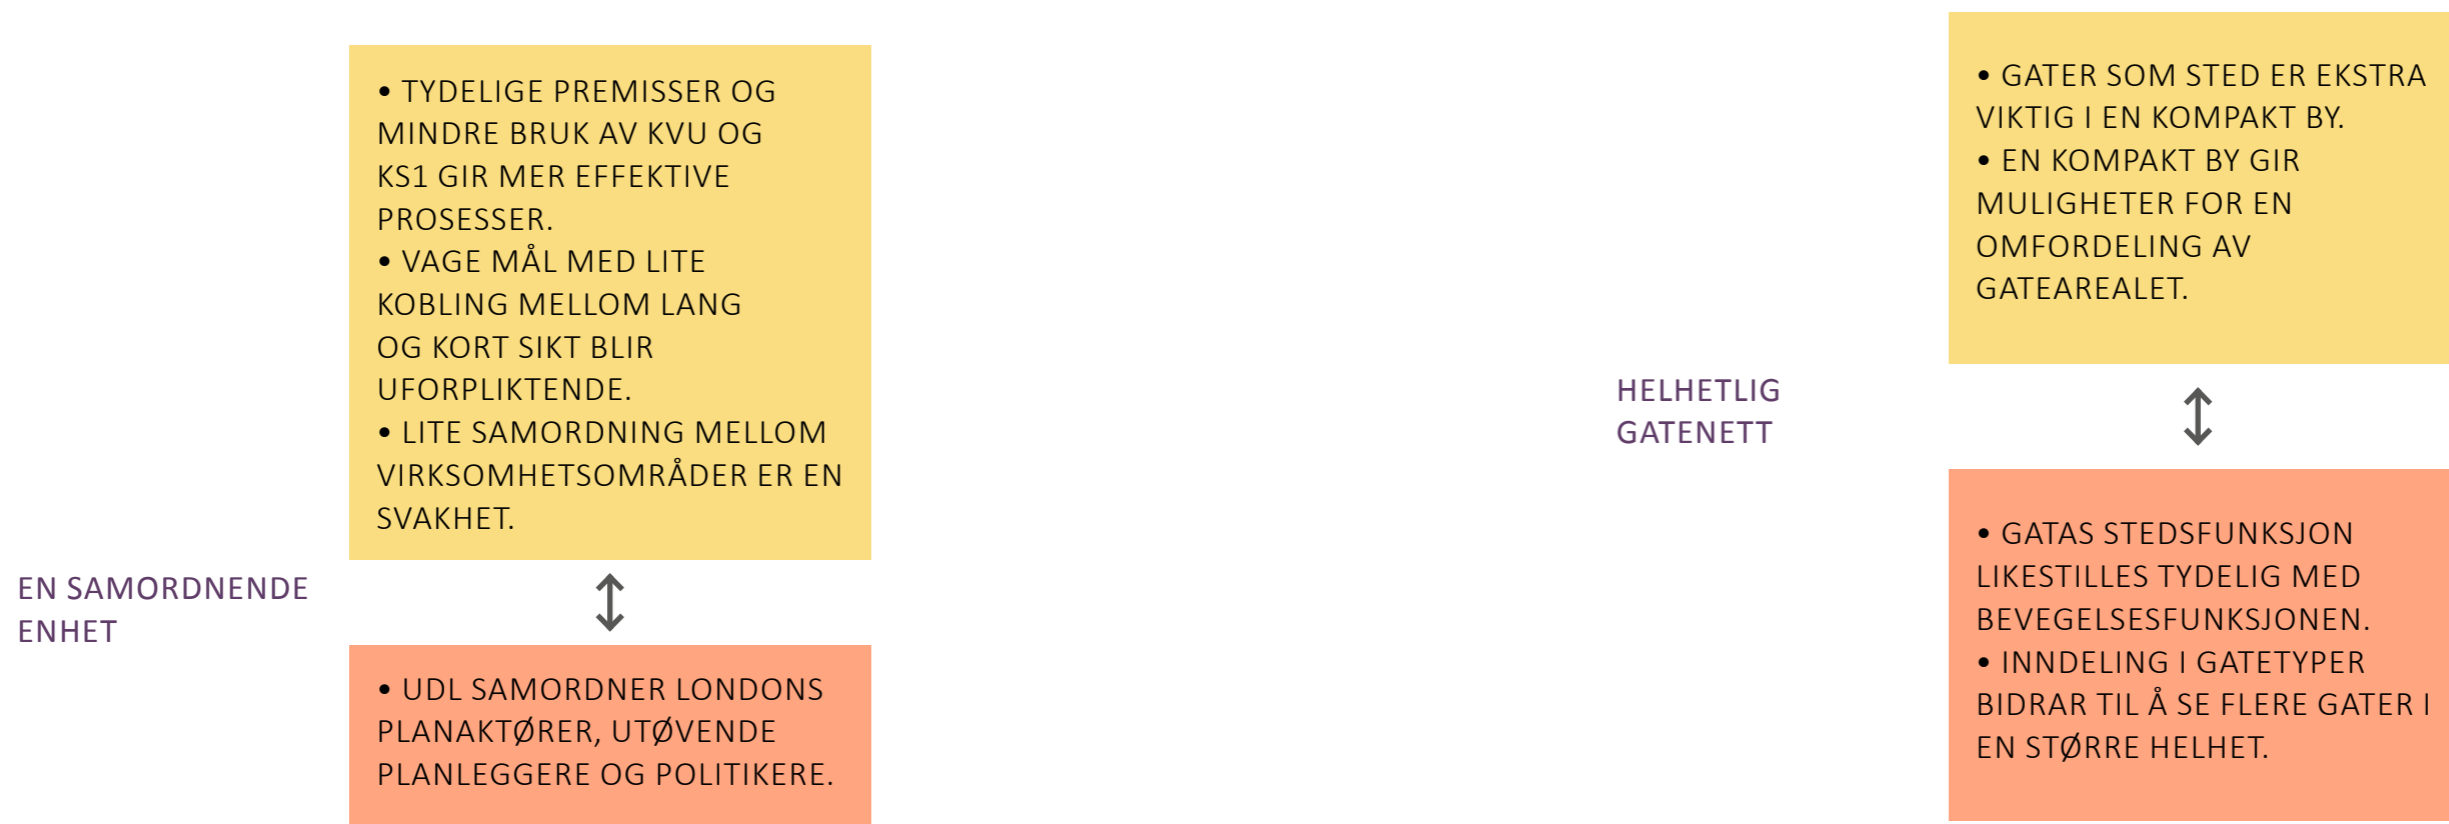 • TYDELIGE PREMISSER OG
MINDRE BRUK AV KVU OG
KS1 GIR MER EFFEKTIVE
PROSESSER.
• VAGE MÅL MED LITE
KOBLING MELLOM LANG
OG KORT SIKT BLIR
UFORPLIKTENDE.
• LITE SAMORDNING MELLOM
VIRKSOMHETSOMRÅDER ER EN
SVAKHET.
EN SAMORDNENDE
ENHET
• UDL SAMORDNER LONDONS
PLANAKTØRER, UTØVENDE
PLANLEGGERE OG POLITIKERE.
• GATER SOM STED ER EKSTRA
VIKTIG I EN KOMPAKT BY.
• EN KOMPAKT BY GIR
MULIGHETER FOR EN
OMFORDELING AV
GATEAREALET.
HELHETLIG
GATENETT
• GATAS STEDSFUNKSJON
LIKESTILLES TYDELIG MED
BEVEGELSESFUNKSJONEN.
• INNDELING I GATETYPER
BIDRAR TIL Å SE FLERE GATER I
EN STØRRE HELHET.